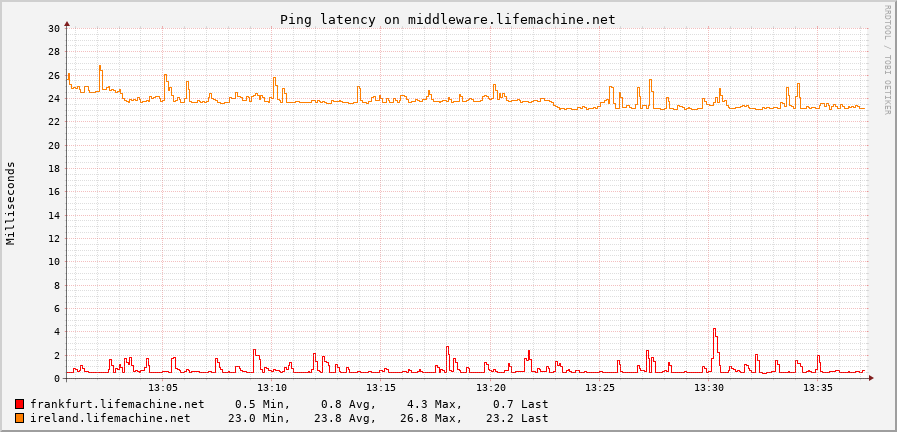 Ping latency on middleware.lifemachine.net
RRDTOOL / TOBI OETIKER
Milliseconds
30
28
26
24
22
20
18
16
14
12
10
8
6
4
2
0
13:05 13:10 13:15 13:20 13:25 13:30 13:35
frankfurt.lifemachine.net 0.5 Min, 0.8 Avg, 4.3 Max, 0.7 Last
ireland.lifemachine.net 23.0 Min, 23.8 Avg, 26.8 Max, 23.2 Last